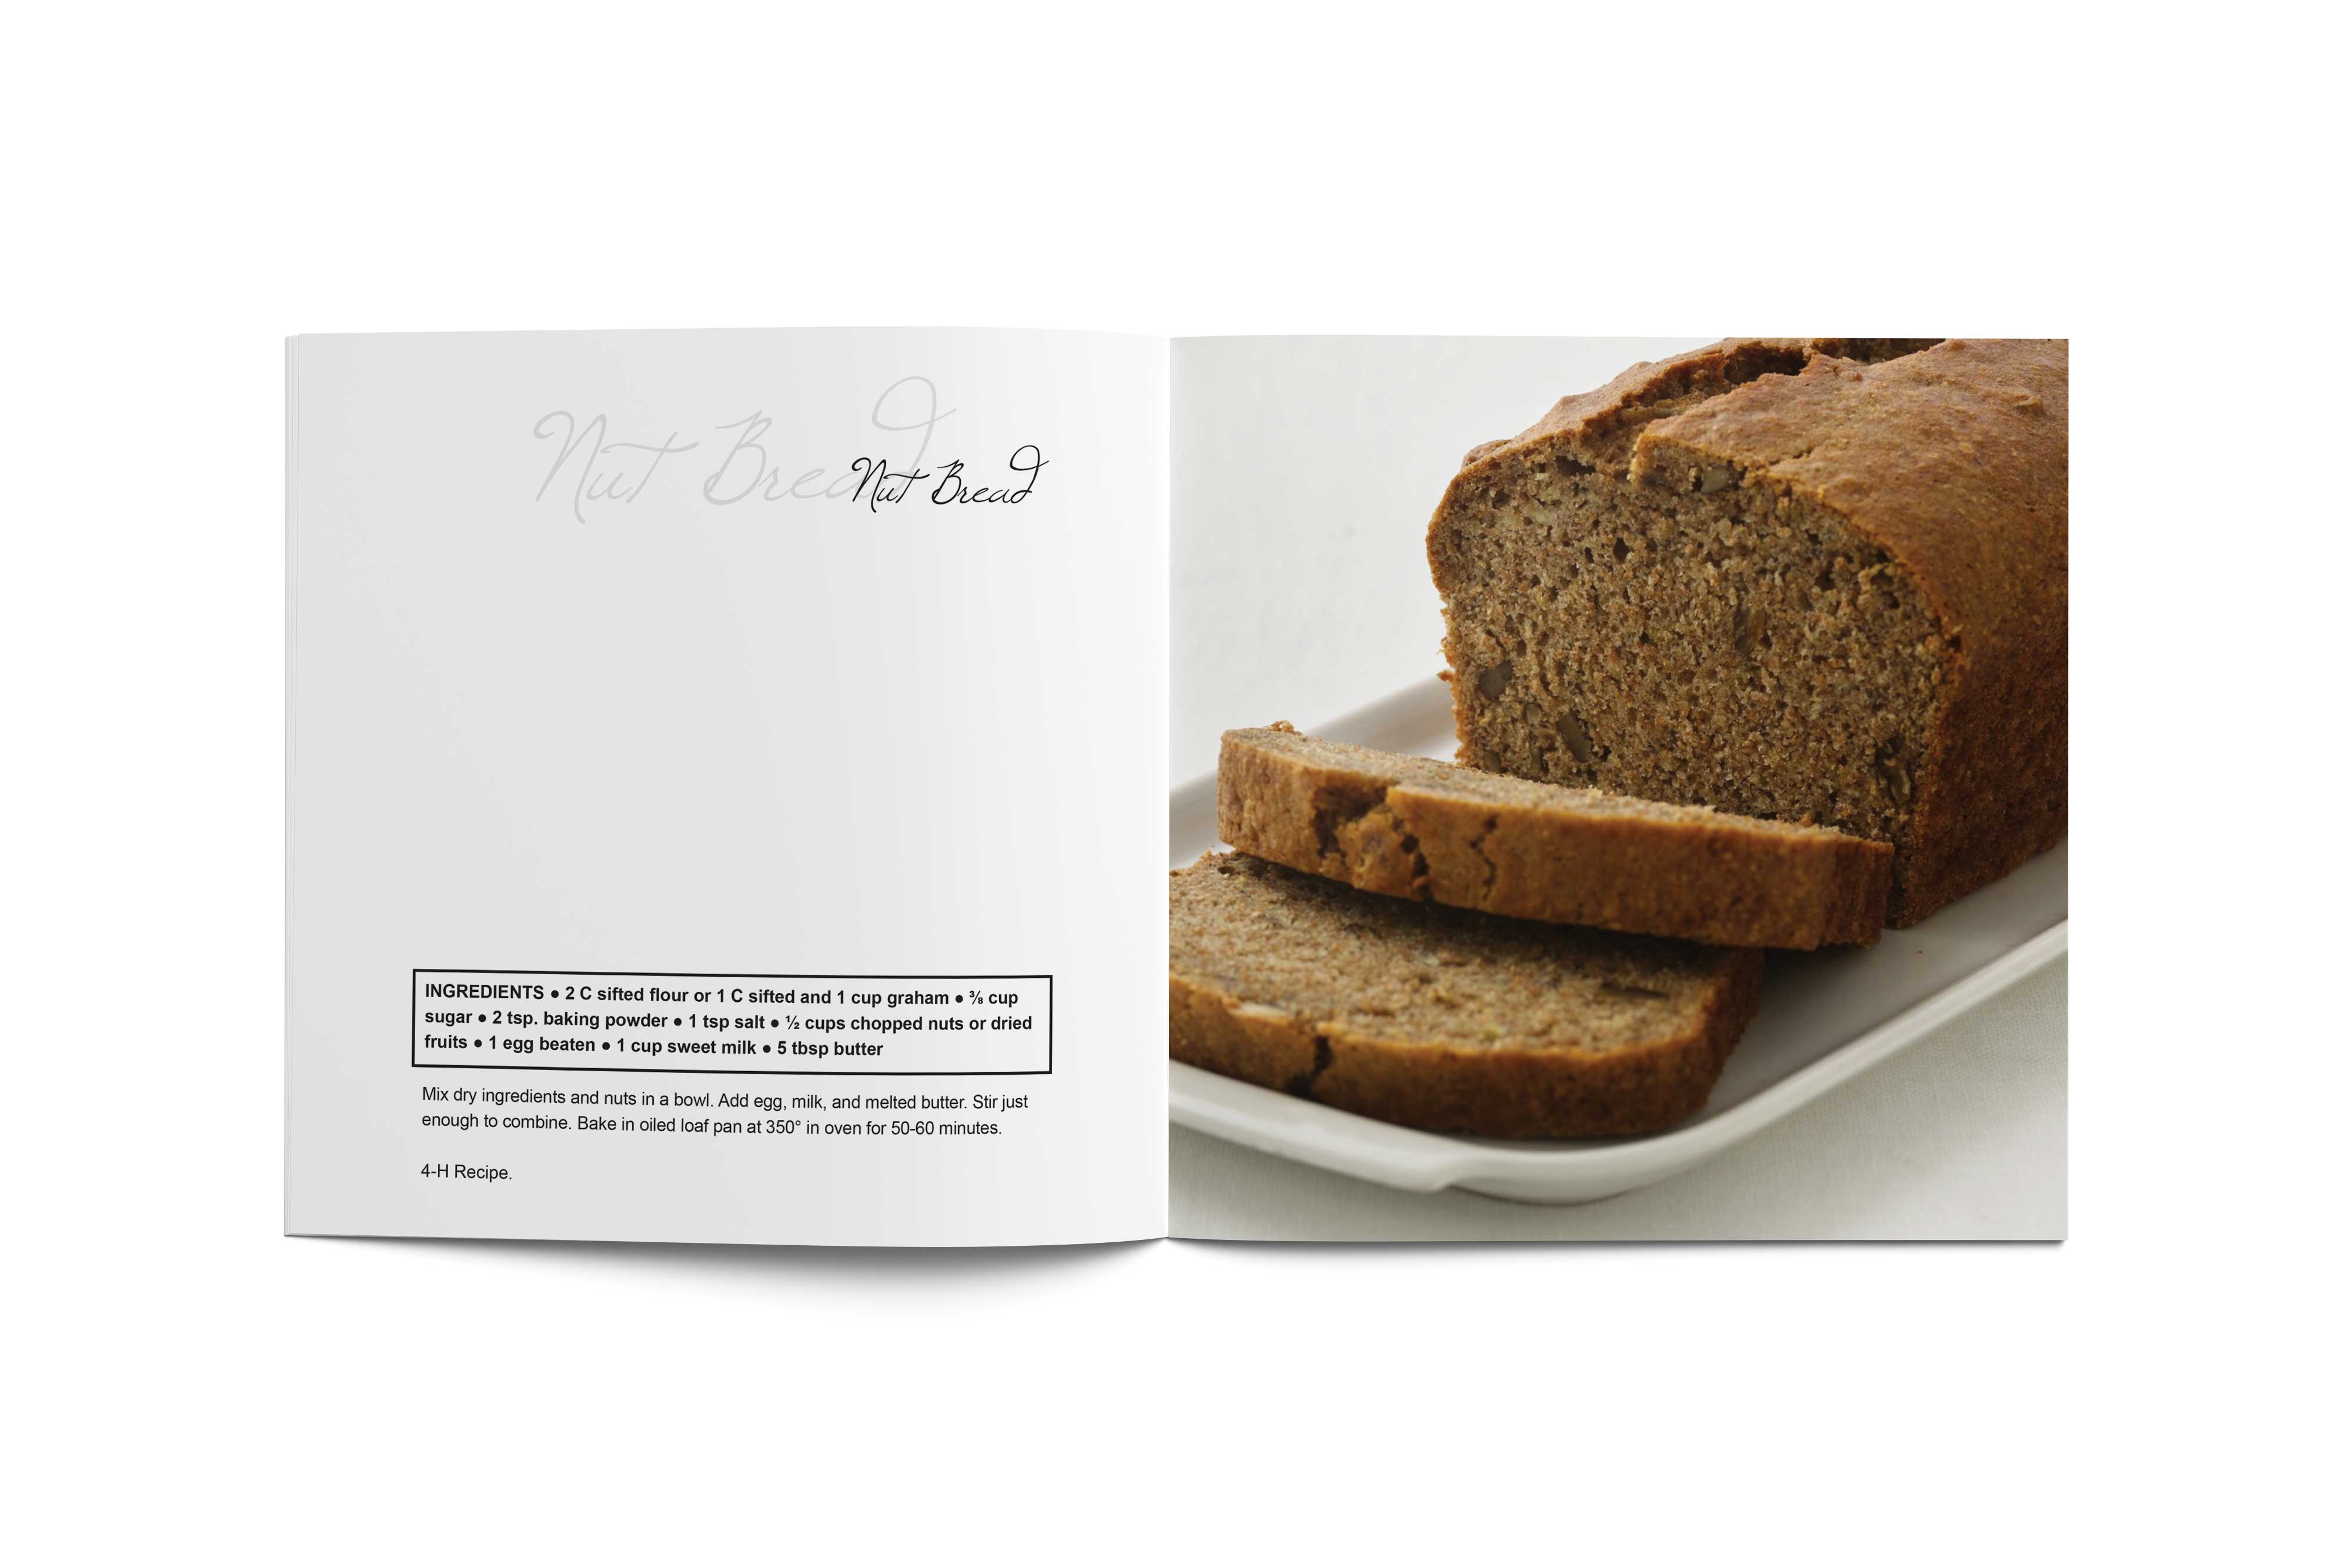 Nut Bread
Nut Bread
INGREDIENTS ● 2 C sifted flour or 1 C sifted and 1 cup graham ● ⅜ cup
sugar ● 2 tsp. baking powder ● 1 tsp salt ● ½ cups chopped nuts or dried
fruits ● 1 egg beaten ● 1 cup sweet milk ● 5 tbsp butter
Mix dry ingredients and nuts in a bowl. Add egg, milk, and melted butter. Stir just
enough to combine. Bake in oiled loaf pan at 350° in oven for 50-60 minutes.
4-H Recipe.